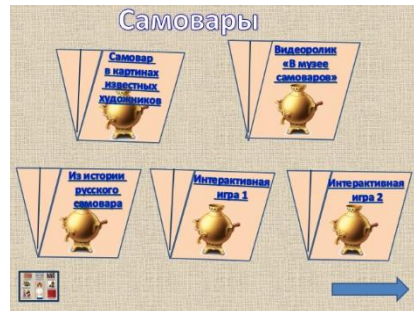 Самовары
Самовар
в картинах
известных
художников
Видеоролик
«В музее
самоваров»
Из истории
русского
самовара
Интерактивная
игра 1
Интерактивная
игра 2